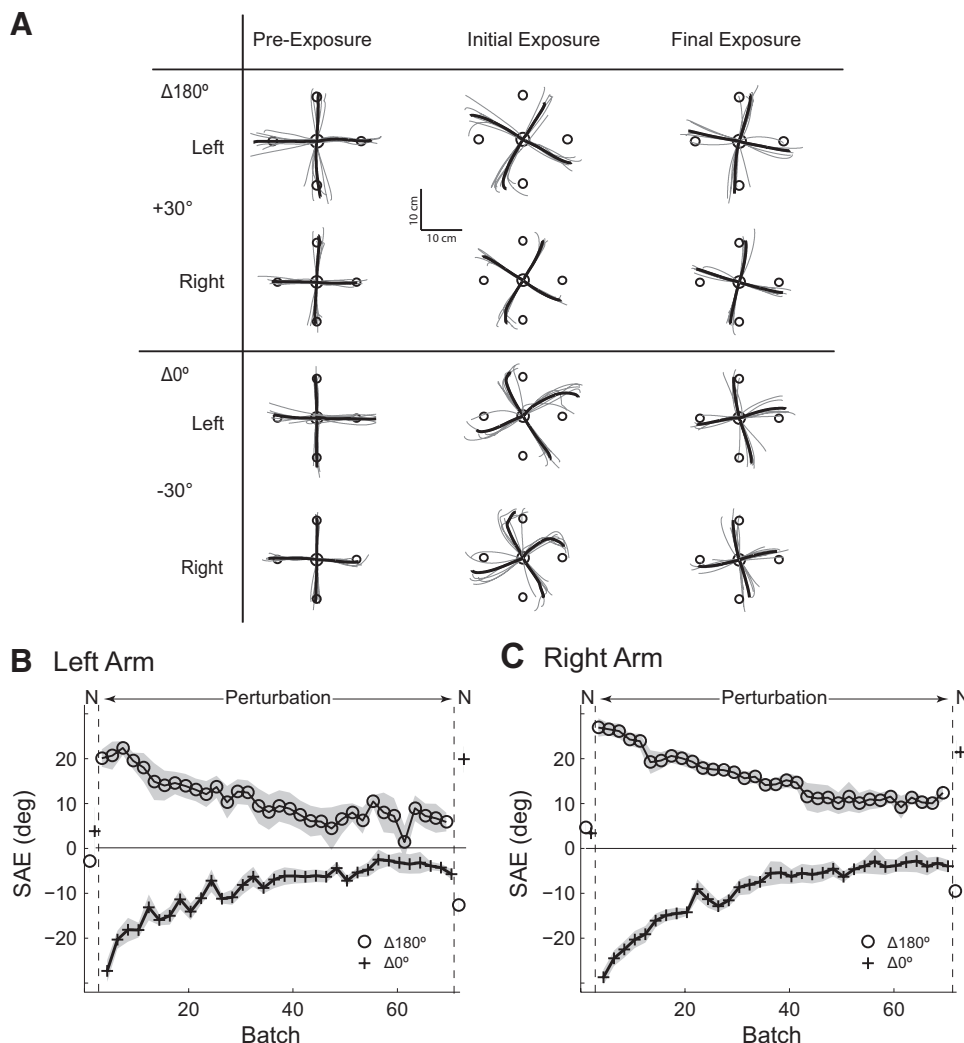 A
Pre-Exposure Initial Exposure Final Exposure
Δ180º
Left
+30°
10 cm
10 cm
Right
Δ0º
Left
-30°
Right
B Left Arm
N Perturbation N
20
10
0
−10
−20
SAE (deg)
Δ180º
Δ0º
20 40 60
Batch
C Right Arm
N Perturbation N
20
10
0
−10
−20
SAE (deg)
Δ180º
Δ0º
20 40 60
Batch